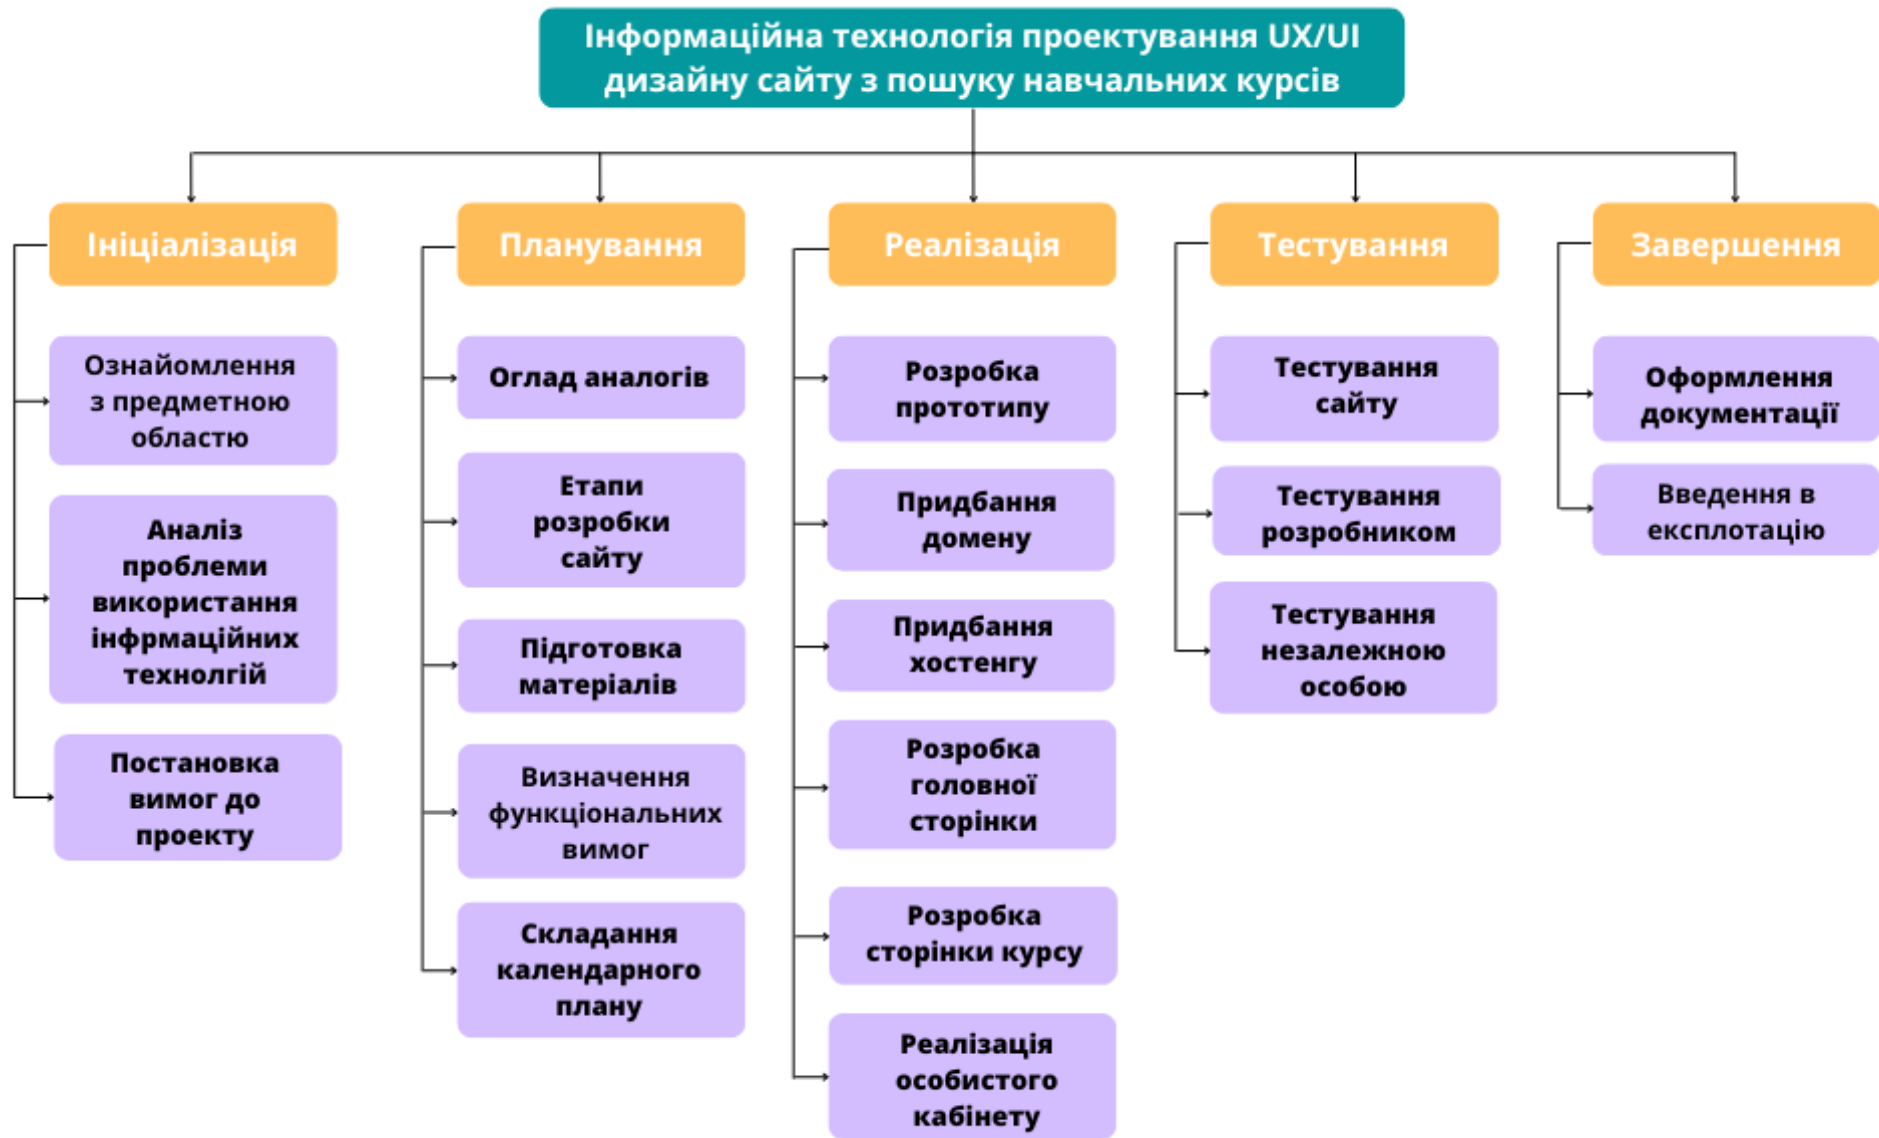 Інформаційна технологія проектування UX/UI
дизайну сайту з пошуку навчальних курсів
Ініціалізація
Ознайомлення
з предметною
областю
Аналіз
проблеми
використання
інфрмаційних
технолгій
Постановка
вимог до
проекту
Планування
Оглад аналогів
Етапи
розробки
сайту
Підготовка
матеріалів
Визначення
функціональних
вимог
Складання
календарного
плану
Реалізація
Розробка
прототипу
Придбання
домену
Придбання
хостенгу
Розробка
головної
сторінки
Розробка
сторінки курсу
Реалізація
особистого
кабінету
Тестування
Тестування
сайту
Тестування
розробником
Тестування
незалежною
особою
Завершення
Оформлення
документації
Введення в
експлотацію